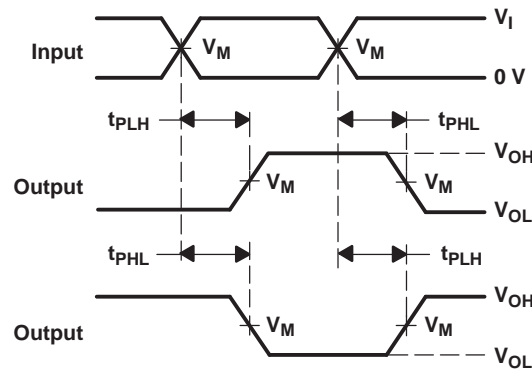 V_I
Input V_M V_M
0 V
t_PLH t_PHL
V_OH
Output V_M V_M
V_OL
t_PHL t_PLH
V_OH
Output V_M V_M
V_OL